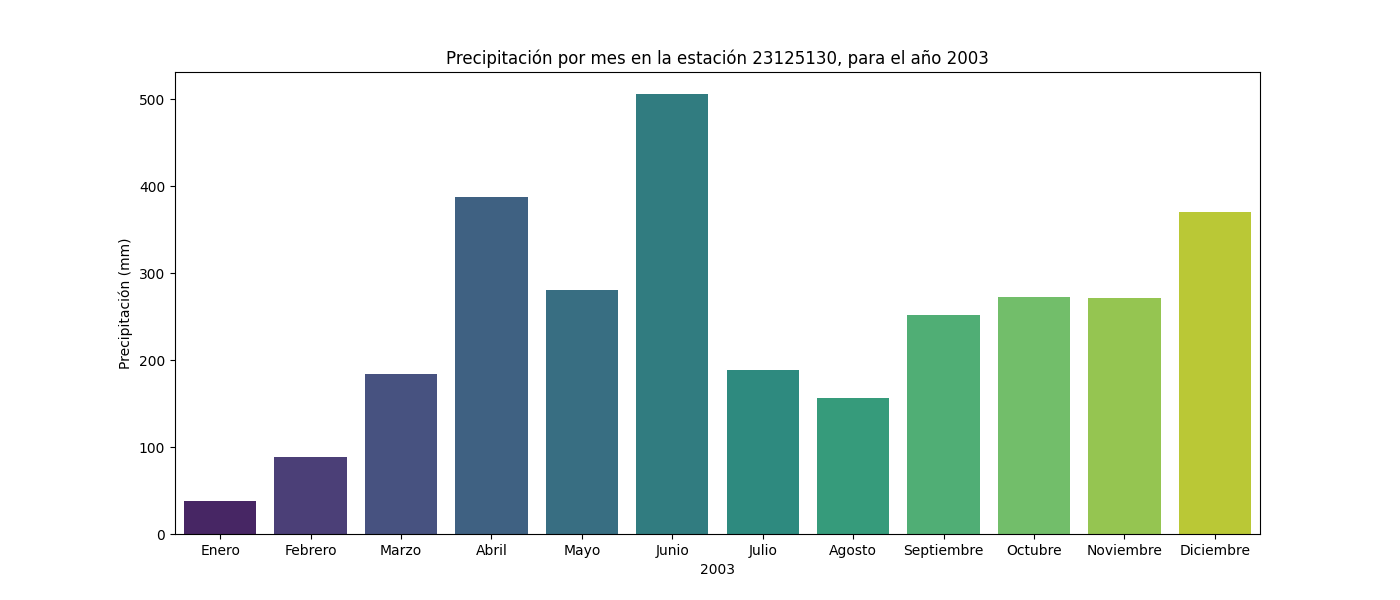 Precipitación por mes en la estación 23125130, para el año 2003
Precipitación (mm)
500
400
300
200
100
0
Enero Febrero Marzo Abril Mayo Junio Julio Agosto Septiembre Octubre Noviembre Diciembre
2003